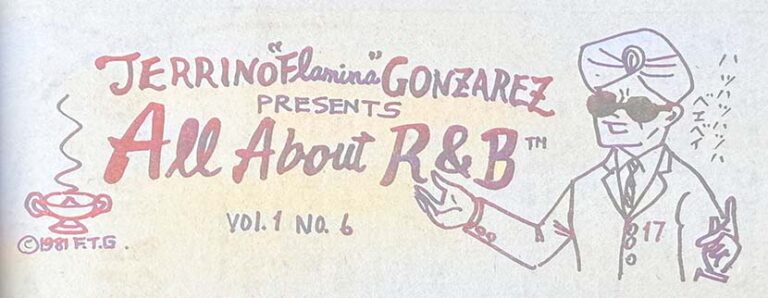 JERRINO "Flamina" GONZAREZ
PRESENTS
All About R&B™
VOL.1 NO.6
©1981 F.T.G.
17
ハッハッハッハ
ベエベイ